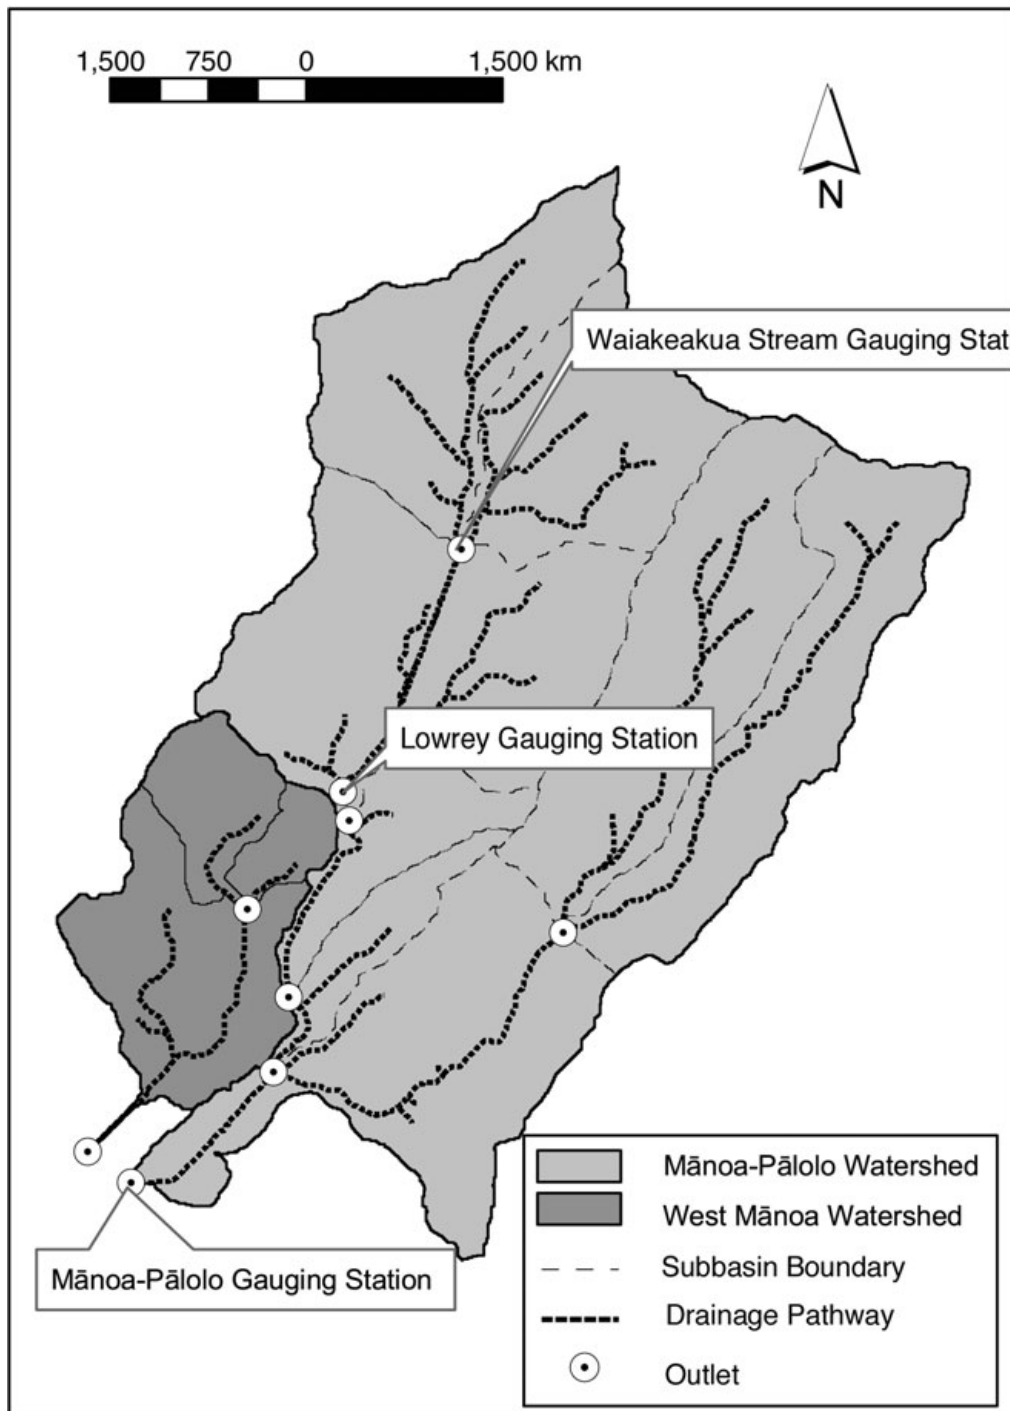 1,500 750 0 1,500 km
N
Waiakeakua Stream Gauging Stat
Lowrey Gauging Station
Mānoa-Pālolo Gauging Station
Mānoa-Pālolo Watershed
West Mānoa Watershed
Subbasin Boundary
Drainage Pathway
Outlet